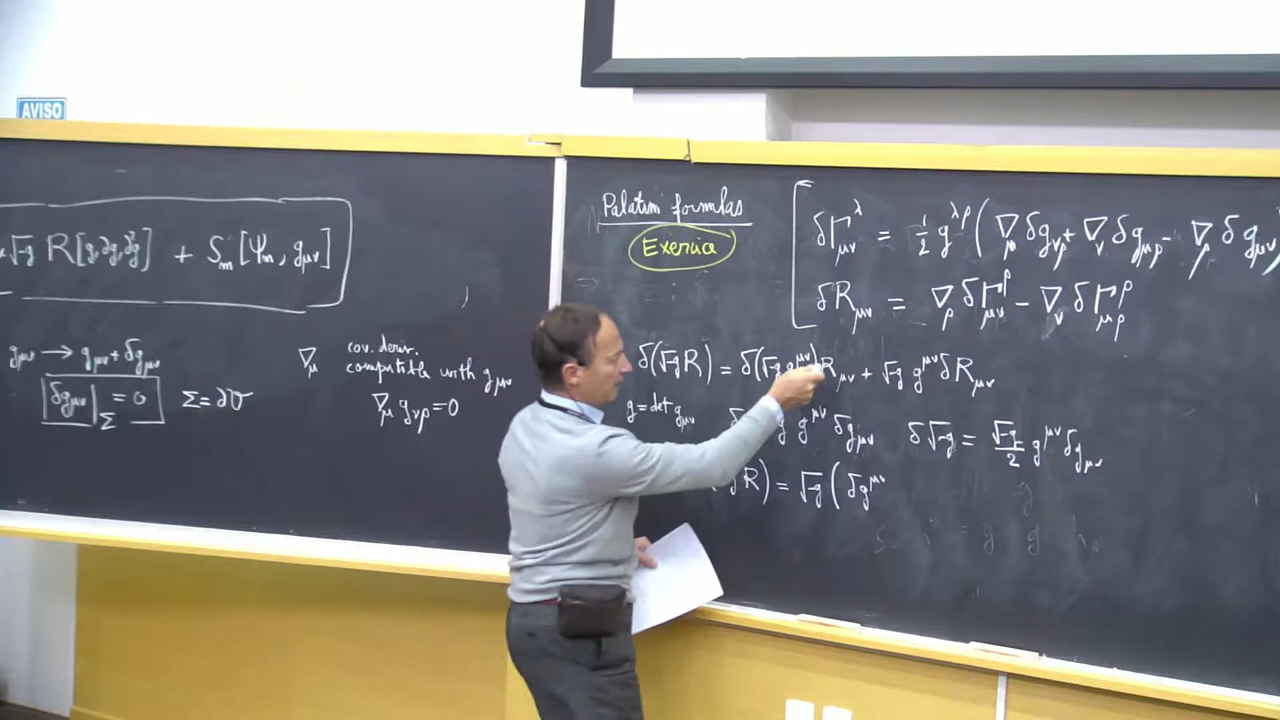 AVISO
√-g R[g,∂g,∂²g] + S_m[Ψ_m, g_μν]
g_μν → g_μν + δg_μν
δg_μν|_Σ = 0 Σ = ∂V
∇_μ cov. deriv.
compatible with g_μν
∇_μ g_νρ = 0
Palatini formulas
Exercice
δΓ^λ_μν = 1/2 g^λρ (∇_μ δg_νρ + ∇_ν δg_μρ - ∇_ρ δg_μν)
δR_μν = ∇_ρ δΓ^ρ_μν - ∇_ν δΓ^ρ_μρ
δ(√-g R) = δ(√-g g^μν) R_μν + √-g g^μν δR_μν
g = det g_μν
g^μν δg_μν δ√-g = √-g/2 g^μν δg_μν
R) = √-g (δg^μν